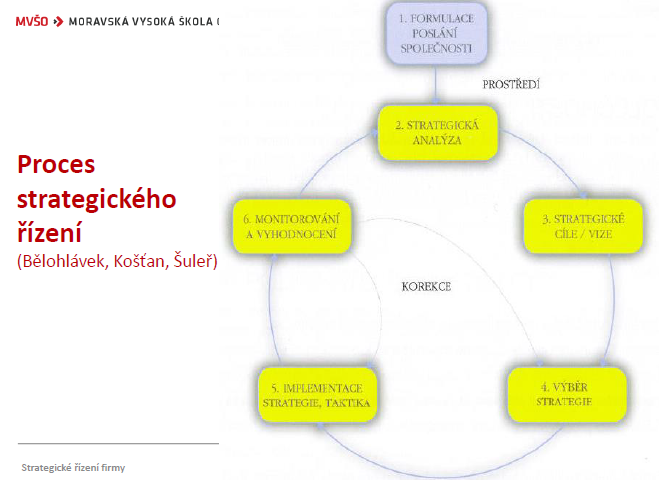 MVŠO MORAVSKÁ VYSOKÁ ŠKOLA
1. FORMULACE
POSLÁNÍ
SPOLEČNOSTI
PROSTŘEDÍ
2. STRATEGICKÁ
ANALÝZA
Proces
strategického
řízení
(Bělohlávek, Košťan, Šuleř)
6. MONITOROVÁNÍ
A VYHODNOCENÍ
3. STRATEGICKÉ
CÍLE / VIZE
KOREKCE
5. IMPLEMENTACE
STRATEGIE, TAKTIKA
4. VÝBĚR
STRATEGIE
Strategické řízení firmy